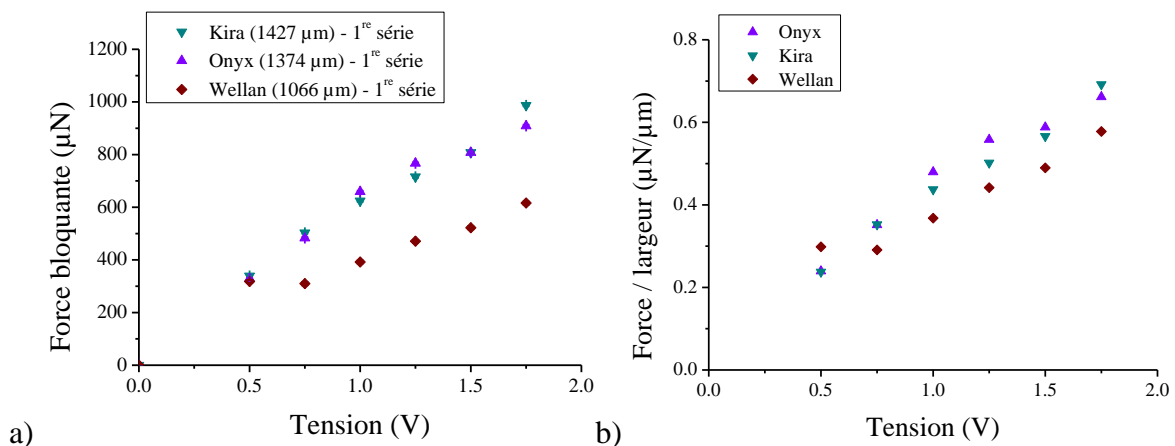 Kira (1427 µm) - 1re série
Onyx (1374 µm) - 1re série
Wellan (1066 µm) - 1re série
1200
1000
800
600
400
200
0
Force bloquante (µN)
0.0 0.5 1.0 1.5 2.0
Tension (V)
a)
Onyx
Kira
Wellan
0.8
0.6
0.4
0.2
0.0
Force / largeur (µN/µm)
0.0 0.5 1.0 1.5 2.0
Tension (V)
b)